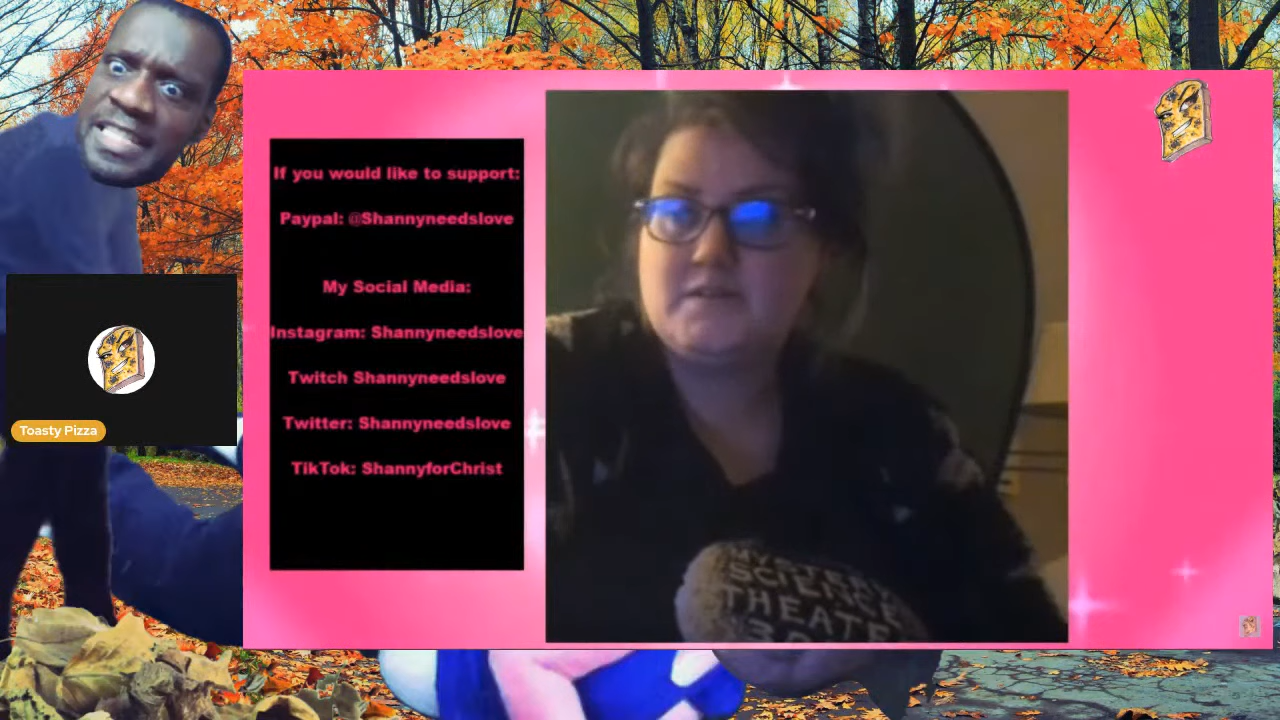 If you would like to support:
Paypal: @Shannyneedslove
My Social Media:
Instagram: Shannyneedslove
Twitch Shannyneedslove
Twitter: Shannyneedslove
TikTok: ShannyforChrist
Toasty Pizza
MYSTERY
SCIENCE
THEATE